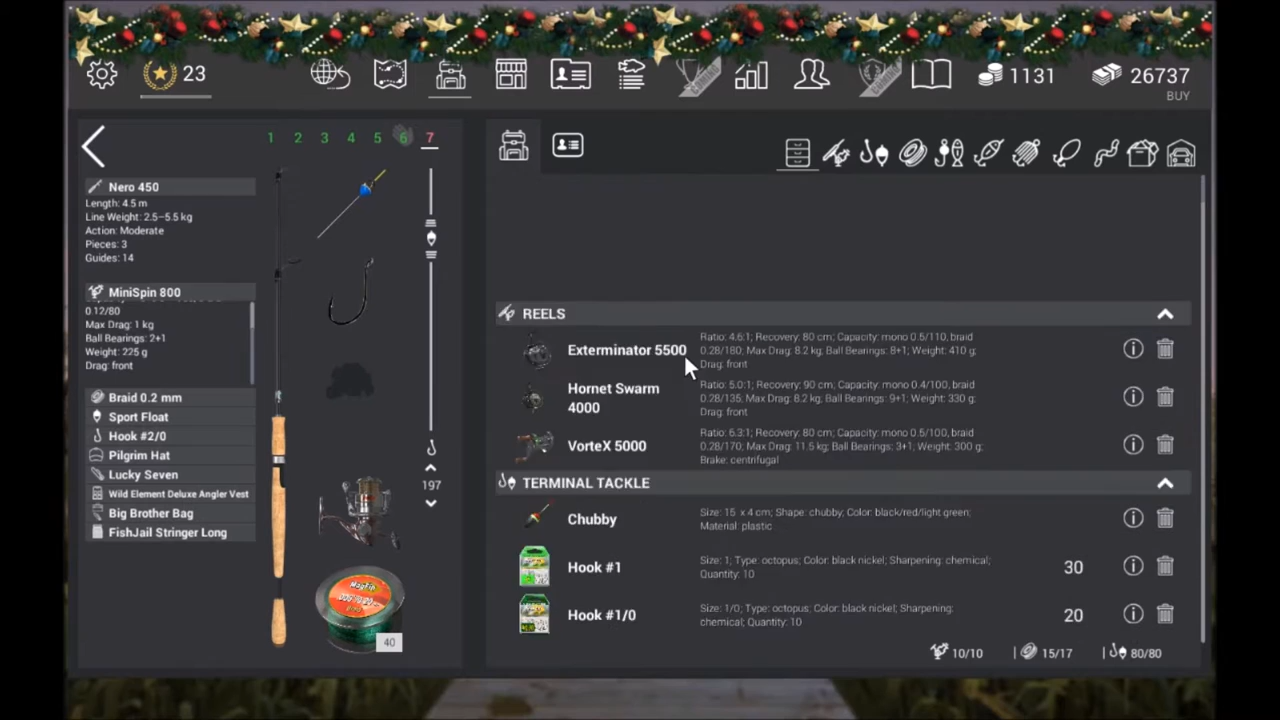 23
1131
26737
BUY
1 2 3 4 5 6 7
Nero 450
Length: 4.5 m
Line Weight: 2.5–5.5 kg
Action: Moderate
Pieces: 3
Guides: 14
MiniSpin 800
0.12/80
Max Drag: 1 kg
Ball Bearings: 2+1
Weight: 225 g
Drag: front
Braid 0.2 mm
Sport Float
Hook #2/0
Pilgrim Hat
Lucky Seven
Wild Element Deluxe Angler Vest
Big Brother Bag
FishJail Stringer Long
197
MagFin
40
REELS
Exterminator 5500
Ratio: 4.6:1; Recovery: 80 cm; Capacity: mono 0.5/110, braid
0.28/180; Max Drag: 8.2 kg; Ball Bearings: 8+1; Weight: 410 g;
Drag: front
Hornet Swarm
4000
Ratio: 5.0:1; Recovery: 90 cm; Capacity: mono 0.4/100, braid
0.28/135; Max Drag: 8.2 kg; Ball Bearings: 9+1; Weight: 330 g;
Drag: front
VorteX 5000
Ratio: 6.3:1; Recovery: 80 cm; Capacity: mono 0.5/100, braid
0.28/170; Max Drag: 11.5 kg; Ball Bearings: 3+1; Weight: 300 g;
Brake: centrifugal
TERMINAL TACKLE
Chubby
Size: 15 x 4 cm; Shape: chubby; Color: black/red/light green;
Material: plastic
Hook #1
Size: 1; Type: octopus; Color: black nickel; Sharpening: chemical;
Quantity: 10
30
Hook #1/0
Size: 1/0; Type: octopus; Color: black nickel; Sharpening:
chemical; Quantity: 10
20
10/10 | 15/17 | 80/80